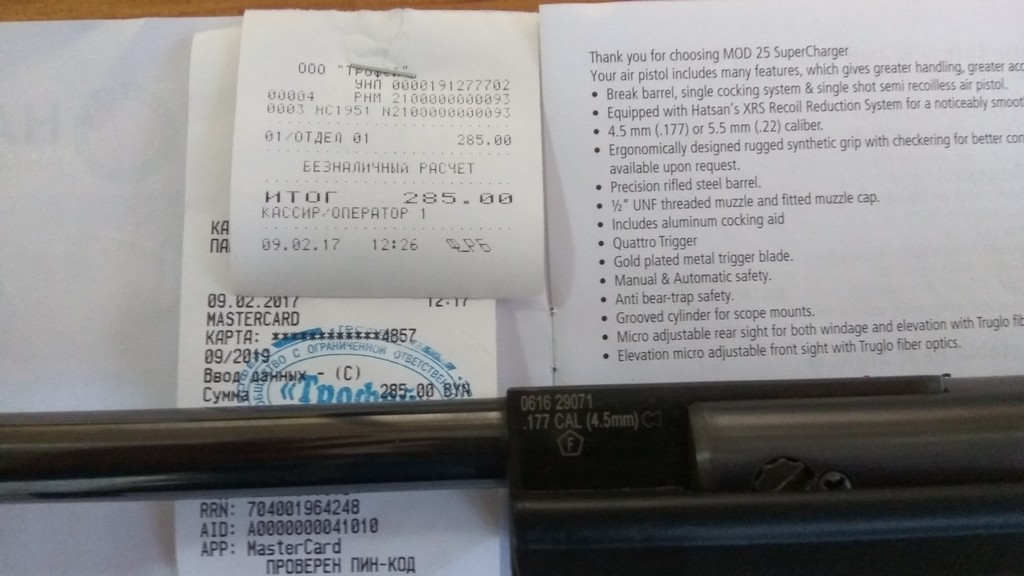 ООО "Трофей"
УНП 0000191277702
00004 РНМ 2100000000093
0003 НС1951 N2100000000093
01/ОТДЕЛ 01 285.00
БЕЗНАЛИЧНЫЙ РАСЧЕТ
ИТОГ 285.00
КАССИР/ОПЕРАТОР 1
09.02.17 12:26
КА
ПА
09.02.2017 12:17
MASTERCARD
КАРТА: ************4857
09/2019
Ввод данных - (C)
Сумма 285.00 BYN
С ОГРАНИЧЕННОЙ ОТВЕТСТВЕ
«Трофей
RRN: 704001964248
AID: A0000000041010
APP: MasterCard
ПРОВЕРЕН ПИН-КОД
Thank you for choosing MOD 25 SuperCharger
Your air pistol includes many features, which gives greater handling, greater acc
• Break barrel, single cocking system & single shot semi recoilless air pistol.
• Equipped with Hatsan's XRS Recoil Reduction System for a noticeably smoot
• 4.5 mm (.177) or 5.5 mm (.22) caliber.
• Ergonomically designed rugged synthetic grip with checkering for better con
available upon request.
• Precision rifled steel barrel.
• ½” UNF threaded muzzle and fitted muzzle cap.
• Includes aluminum cocking aid
• Quattro Trigger
• Gold plated metal trigger blade.
• Manual & Automatic safety.
• Anti bear-trap safety.
• Grooved cylinder for scope mounts.
• Micro adjustable rear sight for both windage and elevation with Truglo fib
• Elevation micro adjustable front sight with Truglo fiber optics.
0616 29071
.177 CAL (4.5mm)
F